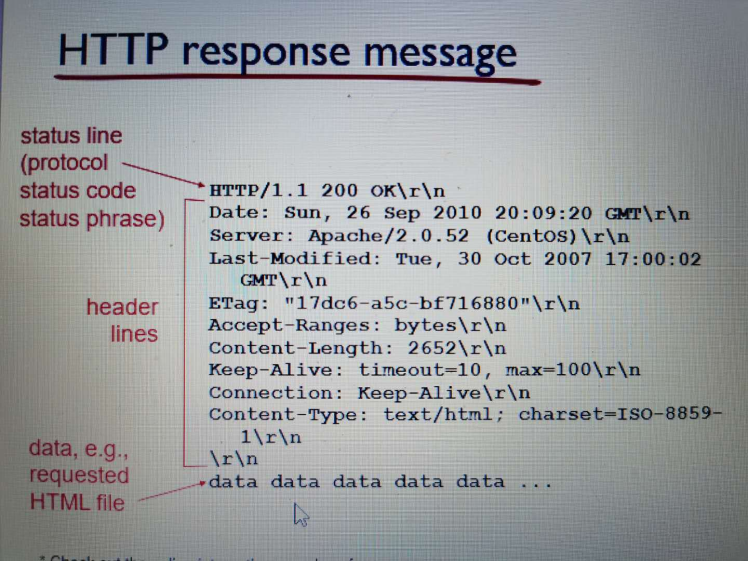 HTTP response message
status line
(protocol
status code
status phrase)
HTTP/1.1 200 OK\r\n
Date: Sun, 26 Sep 2010 20:09:20 GMT\r\n
Server: Apache/2.0.52 (CentOS)\r\n
Last-Modified: Tue, 30 Oct 2007 17:00:02
GMT\r\n
header
lines
ETag: "17dc6-a5c-bf716880"\r\n
Accept-Ranges: bytes\r\n
Content-Length: 2652\r\n
Keep-Alive: timeout=10, max=100\r\n
Connection: Keep-Alive\r\n
Content-Type: text/html; charset=ISO-8859-
1\r\n
\r\n
data, e.g.,
requested
HTML file
data data data data data ...